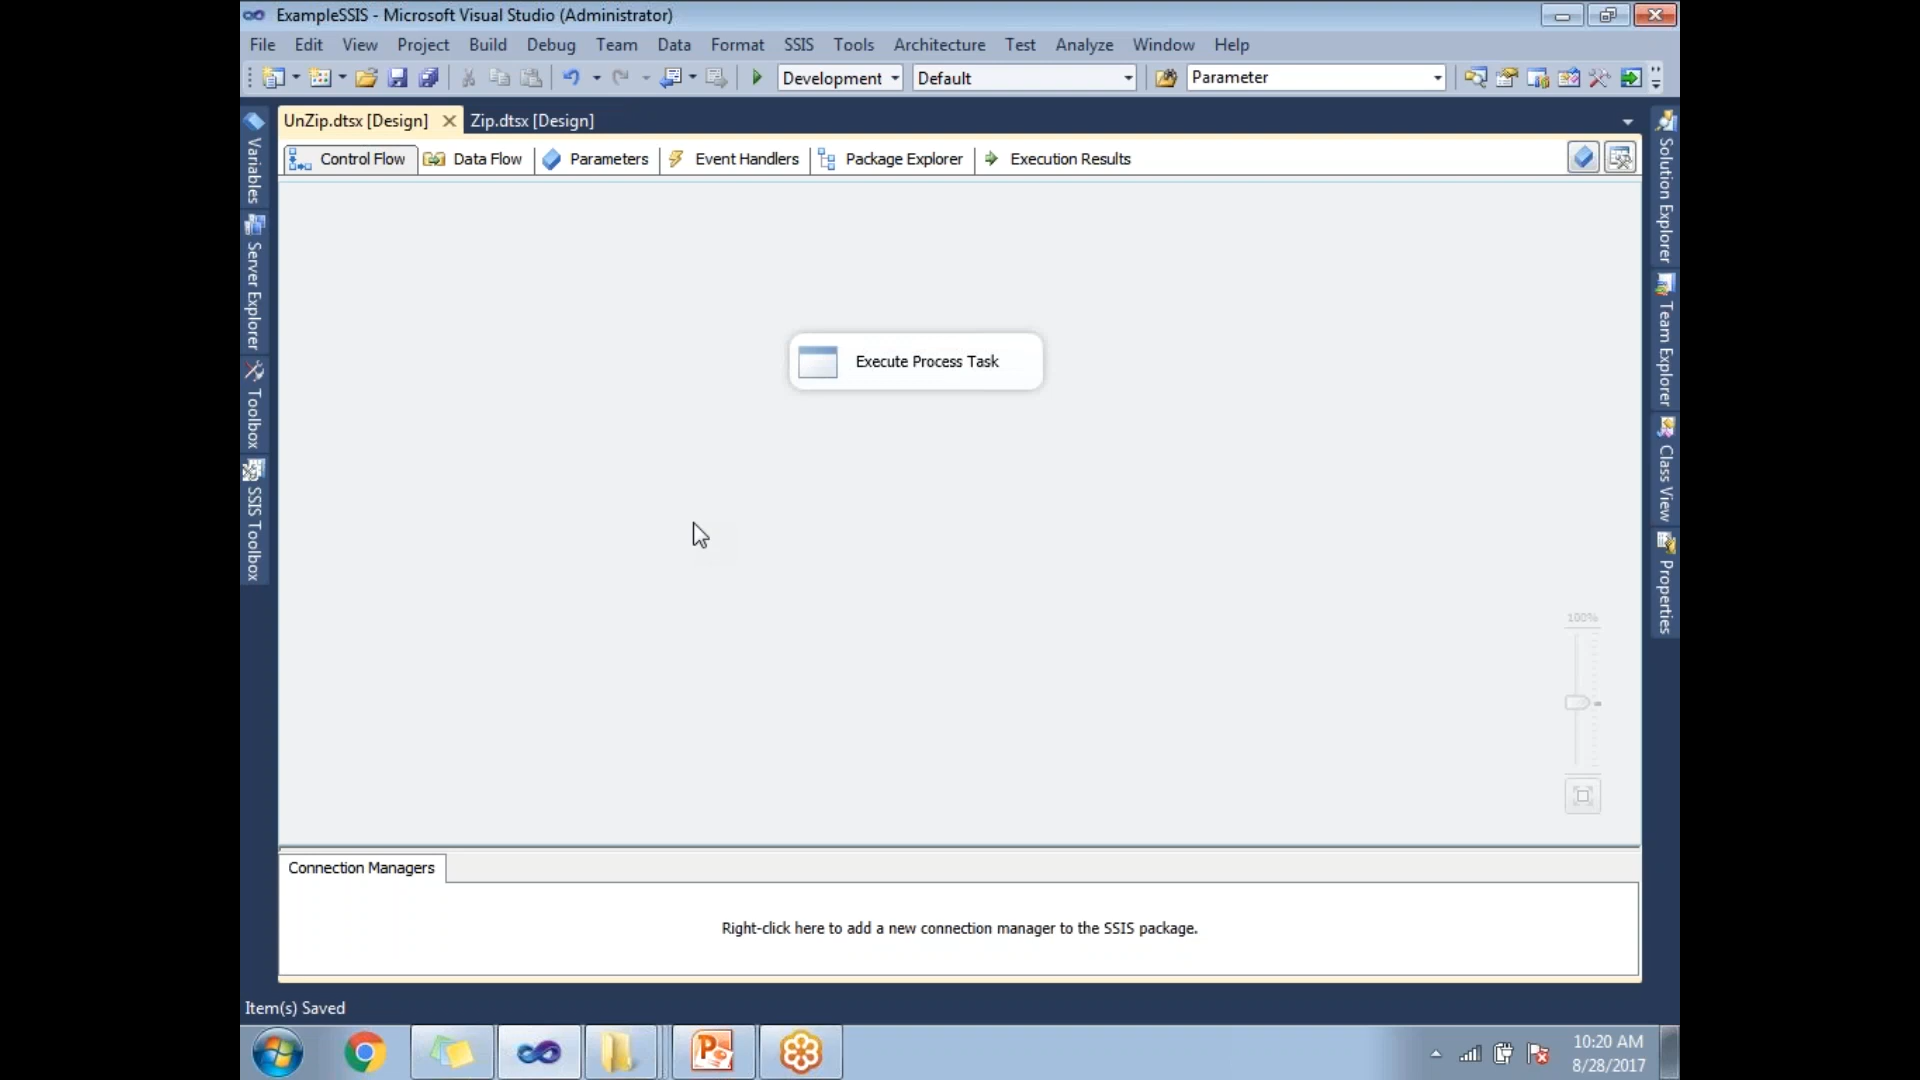 ExampleSSIS - Microsoft Visual Studio (Administrator)
File Edit View Project Build Debug Team Data Format SSIS Tools Architecture Test Analyze Window Help
Development Default Parameter
UnZip.dtsx [Design] Zip.dtsx [Design]
Control Flow Data Flow Parameters Event Handlers Package Explorer Execution Results
Variables
Server Explorer
Toolbox
SSIS Toolbox
Execute Process Task
100%
Solution Explorer
Team Explorer
Class View
Properties
Connection Managers
Right-click here to add a new connection manager to the SSIS package.
Item(s) Saved
10:20 AM
8/28/2017